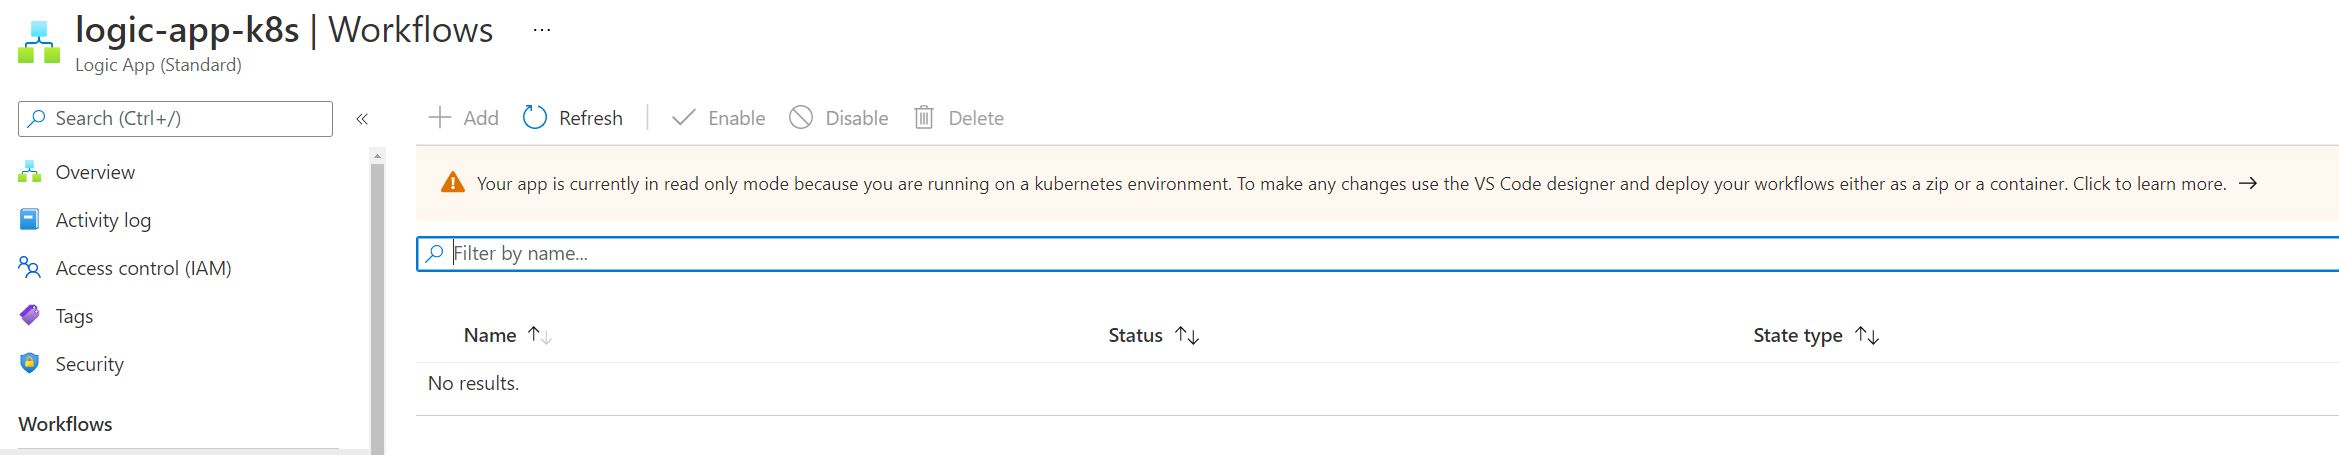 logic-app-k8s | Workflows ...
Logic App (Standard)
Search (Ctrl+/)
«
Add Refresh Enable Disable Delete
Overview
Activity log
Access control (IAM)
Tags
Security
Workflows
Your app is currently in read only mode because you are running on a kubernetes environment. To make any changes use the VS Code designer and deploy your workflows either as a zip or a container. Click to learn more. →
Filter by name...
Name ↑↓ Status ↑↓ State type ↑↓
No results.